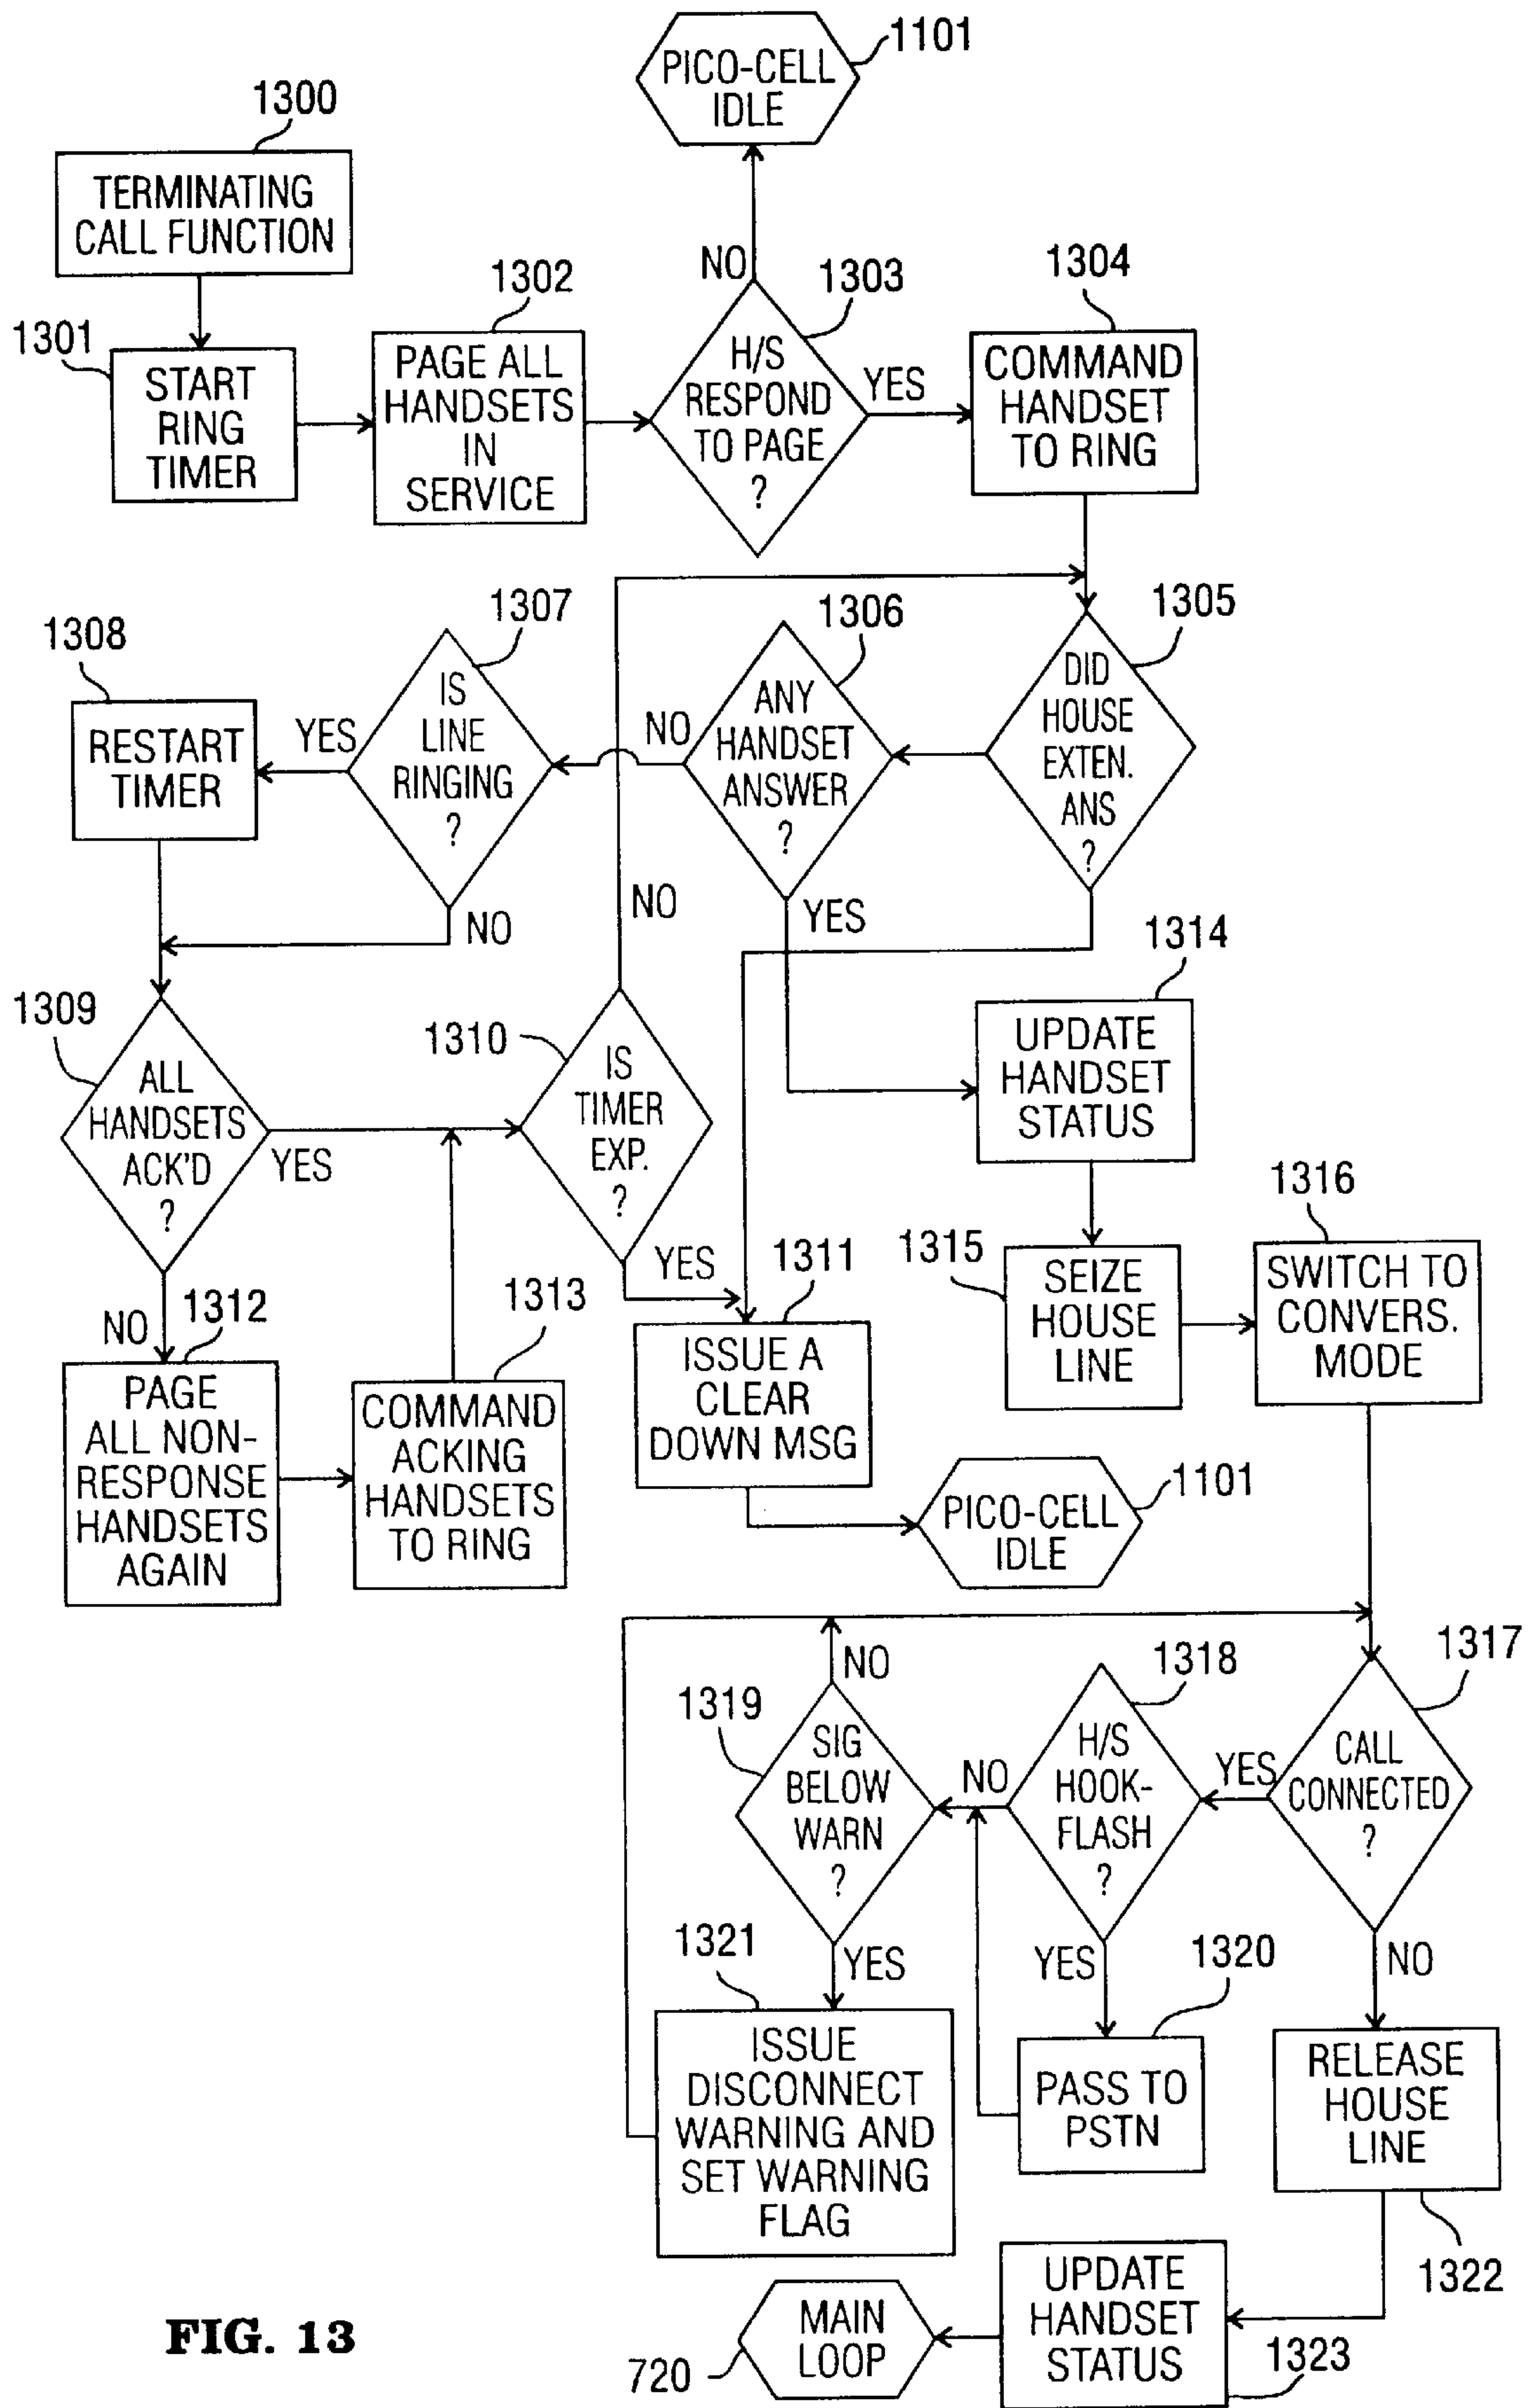 1101
PICO-CELL
IDLE
1300
TERMINATING
CALL FUNCTION
NO
1301
START
RING
TIMER
1302
PAGE ALL
HANDSETS
IN
SERVICE
1303
H/S
RESPOND
TO PAGE
?
YES
1304
COMMAND
HANDSET
TO RING
1305
DID
HOUSE
EXTEN.
ANS
?
1306
ANY
HANDSET
ANSWER
?
NO
YES
1307
IS
LINE
RINGING
?
YES
NO
1308
RESTART
TIMER
1309
ALL
HANDSETS
ACK'D
?
YES
NO
1310
IS
TIMER
EXP.
?
NO
YES
1311
ISSUE A
CLEAR
DOWN MSG
1101
PICO-CELL
IDLE
1312
PAGE
ALL NON-
RESPONSE
HANDSETS
AGAIN
1313
COMMAND
ACKING
HANDSETS
TO RING
1314
UPDATE
HANDSET
STATUS
1315
SEIZE
HOUSE
LINE
1316
SWITCH TO
CONVERS.
MODE
1317
CALL
CONNECTED
?
YES
NO
1318
H/S
HOOK-
FLASH
?
NO
YES
1319
SIG
BELOW
WARN
?
NO
YES
1320
PASS TO
PSTN
1321
ISSUE
DISCONNECT
WARNING AND
SET WARNING
FLAG
RELEASE
HOUSE
LINE
1322
UPDATE
HANDSET
STATUS
1323
MAIN
LOOP
720
FIG. 13